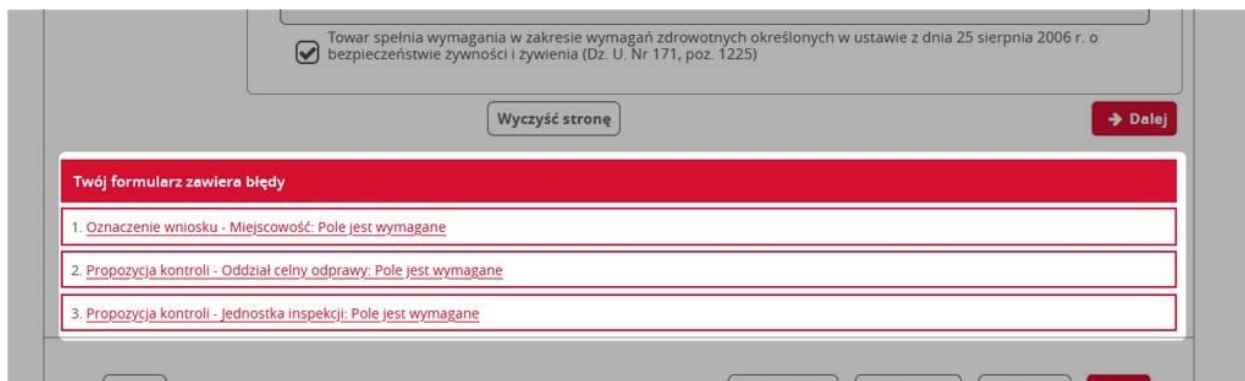 Towar spełnia wymagania w zakresie wymagań zdrowotnych określonych w ustawie z dnia 25 sierpnia 2006 r. o
bezpieczeństwie żywności i żywienia (Dz. U. Nr 171, poz. 1225)
Wyczyść stronę
Dalej
Twój formularz zawiera błędy
1. Oznaczenie wniosku - Miejscowość: Pole jest wymagane
2. Propozycja kontroli - Oddział celny odprawy: Pole jest wymagane
3. Propozycja kontroli - Jednostka inspekcji: Pole jest wymagane